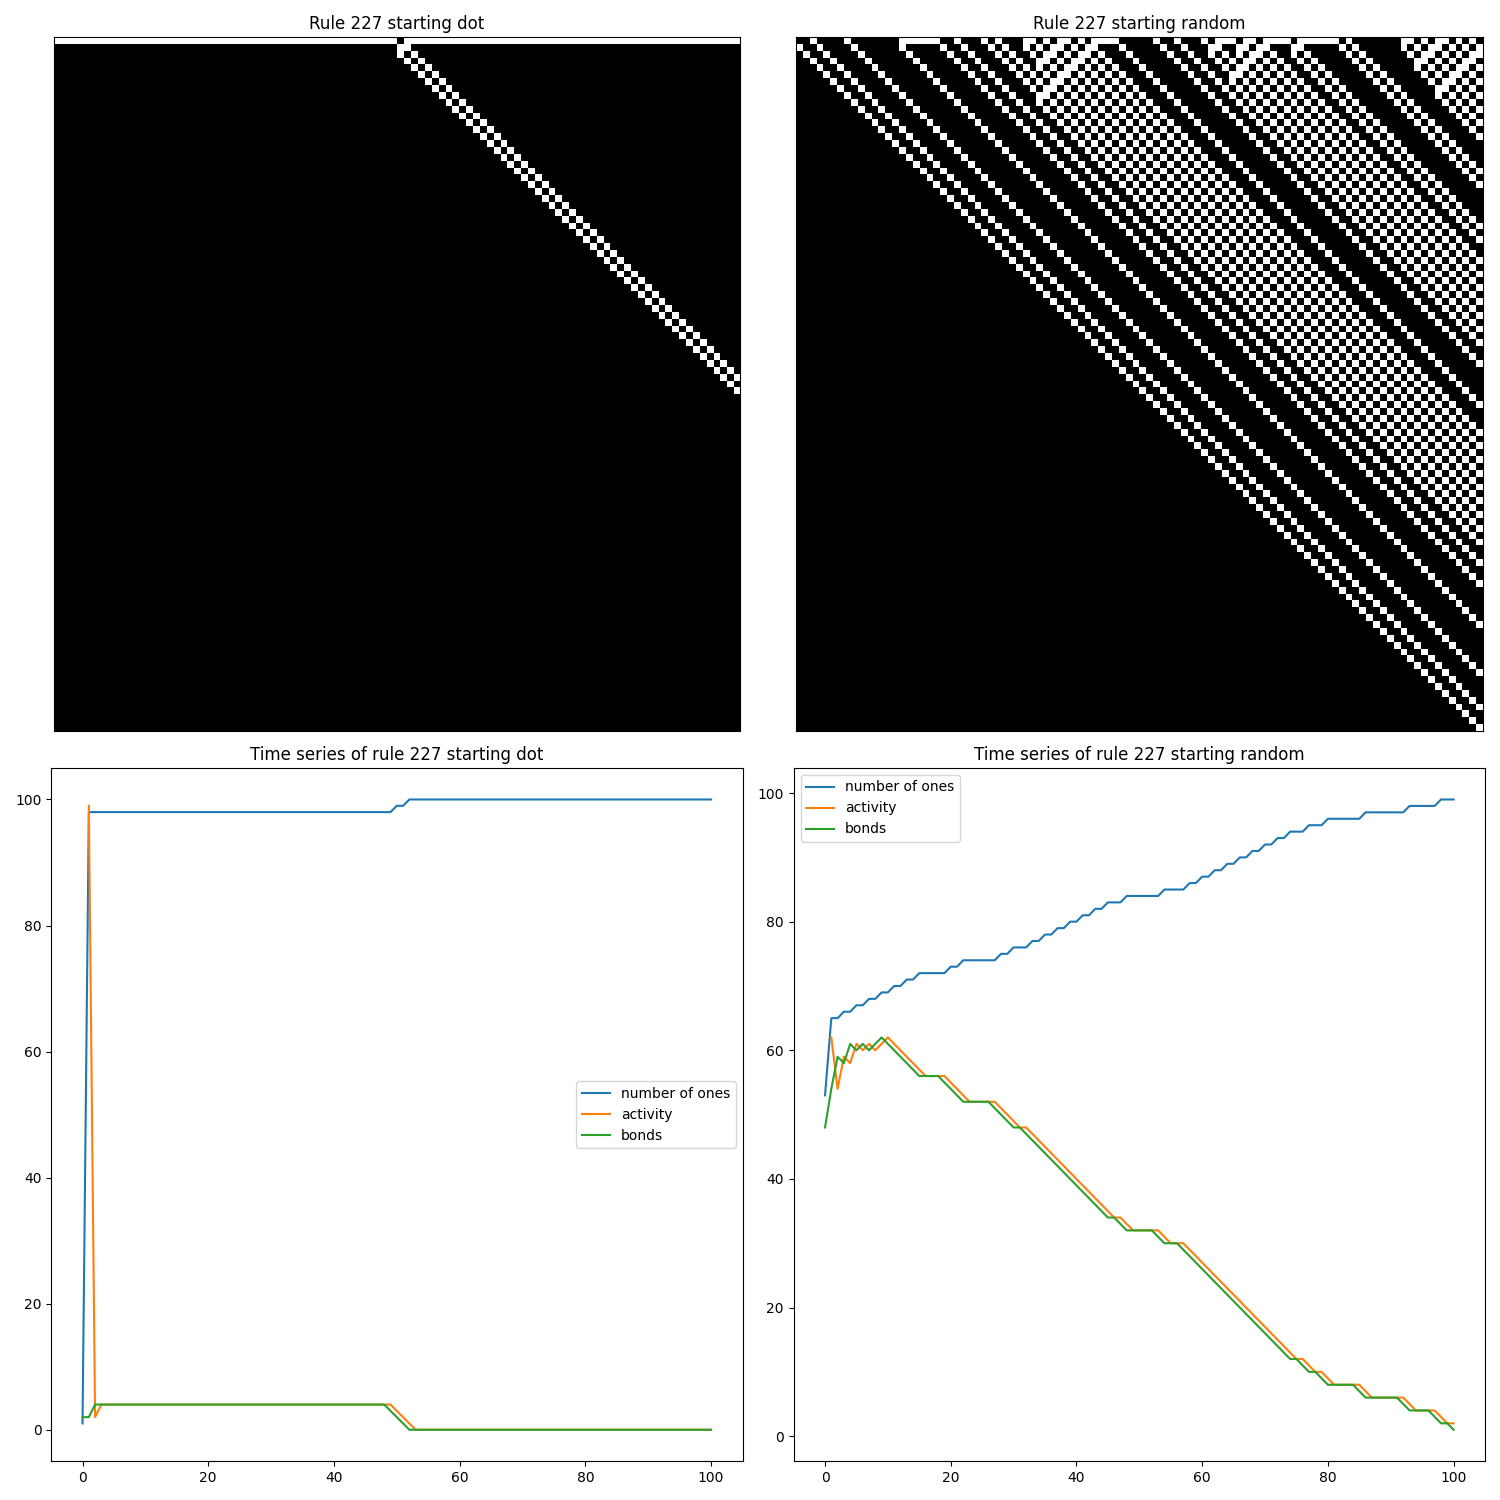 Rule 227 starting dot
Rule 227 starting random
Time series of rule 227 starting dot
100
80
60
40
20
0
0
20
40
60
80
100
number of ones
activity
bonds
Time series of rule 227 starting random
100
80
60
40
20
0
0
20
40
60
80
100
number of ones
activity
bonds